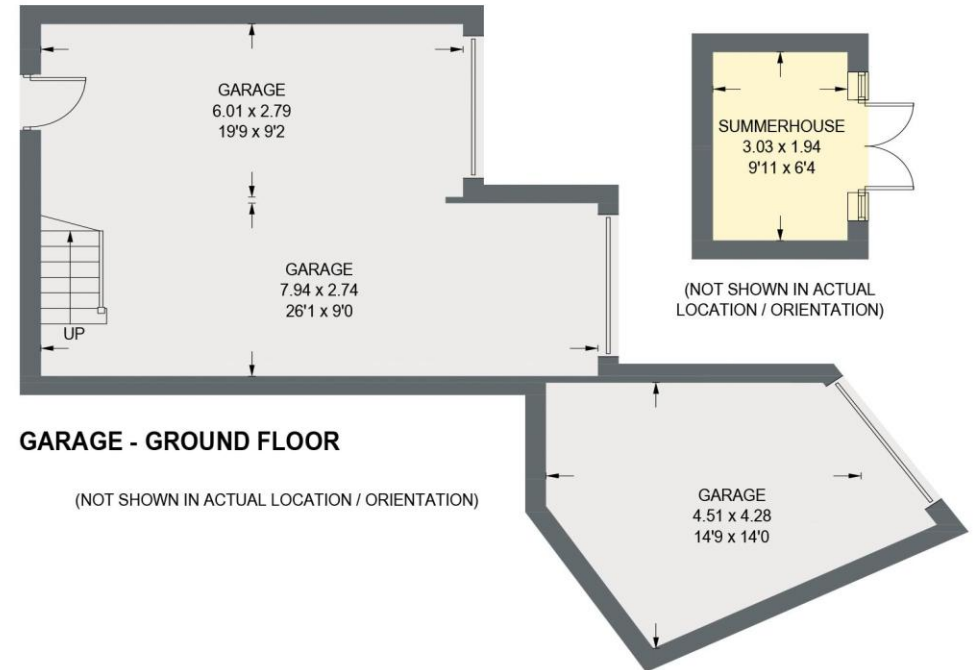 GARAGE
6.01 x 2.79
19'9 x 9'2
SUMMERHOUSE
3.03 x 1.94
9'11 x 6'4
(NOT SHOWN IN ACTUAL
LOCATION / ORIENTATION)
GARAGE
7.94 x 2.74
26'1 x 9'0
UP
GARAGE - GROUND FLOOR
(NOT SHOWN IN ACTUAL LOCATION / ORIENTATION)
GARAGE
4.51 x 4.28
14'9 x 14'0